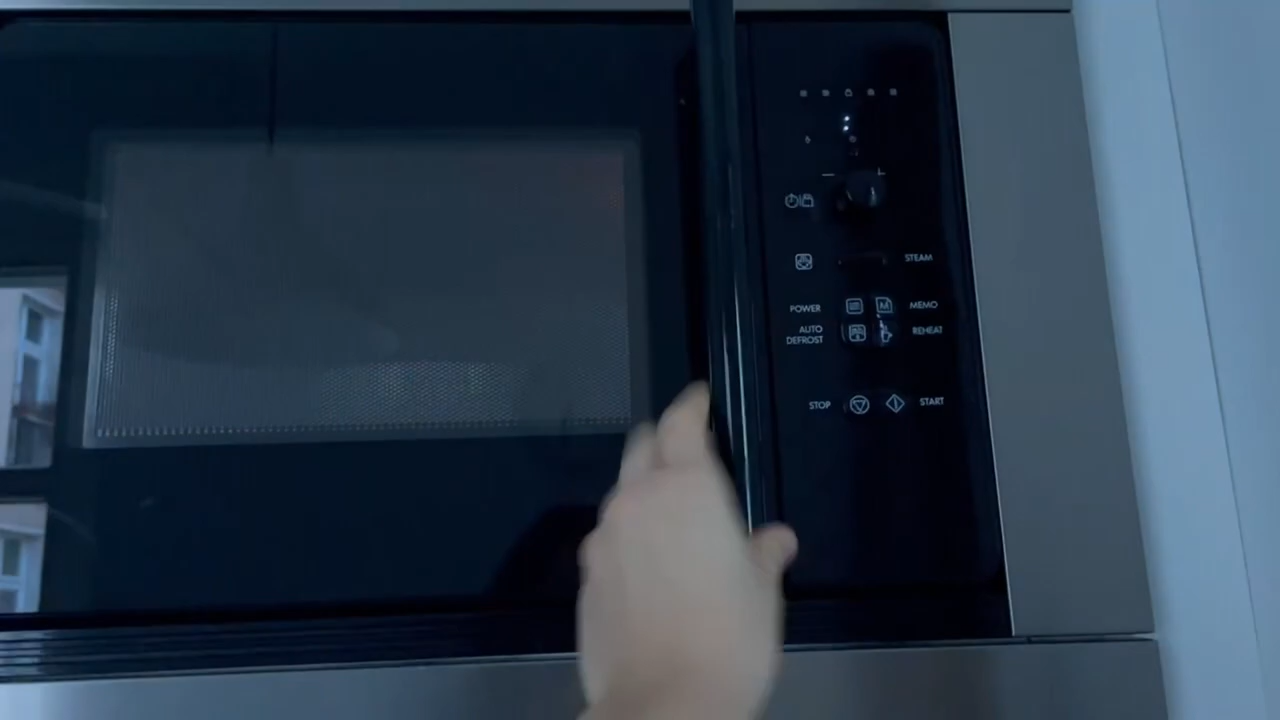 − +
STEAM
POWER M MEMO
AUTO DEFROST REHEAT
STOP START